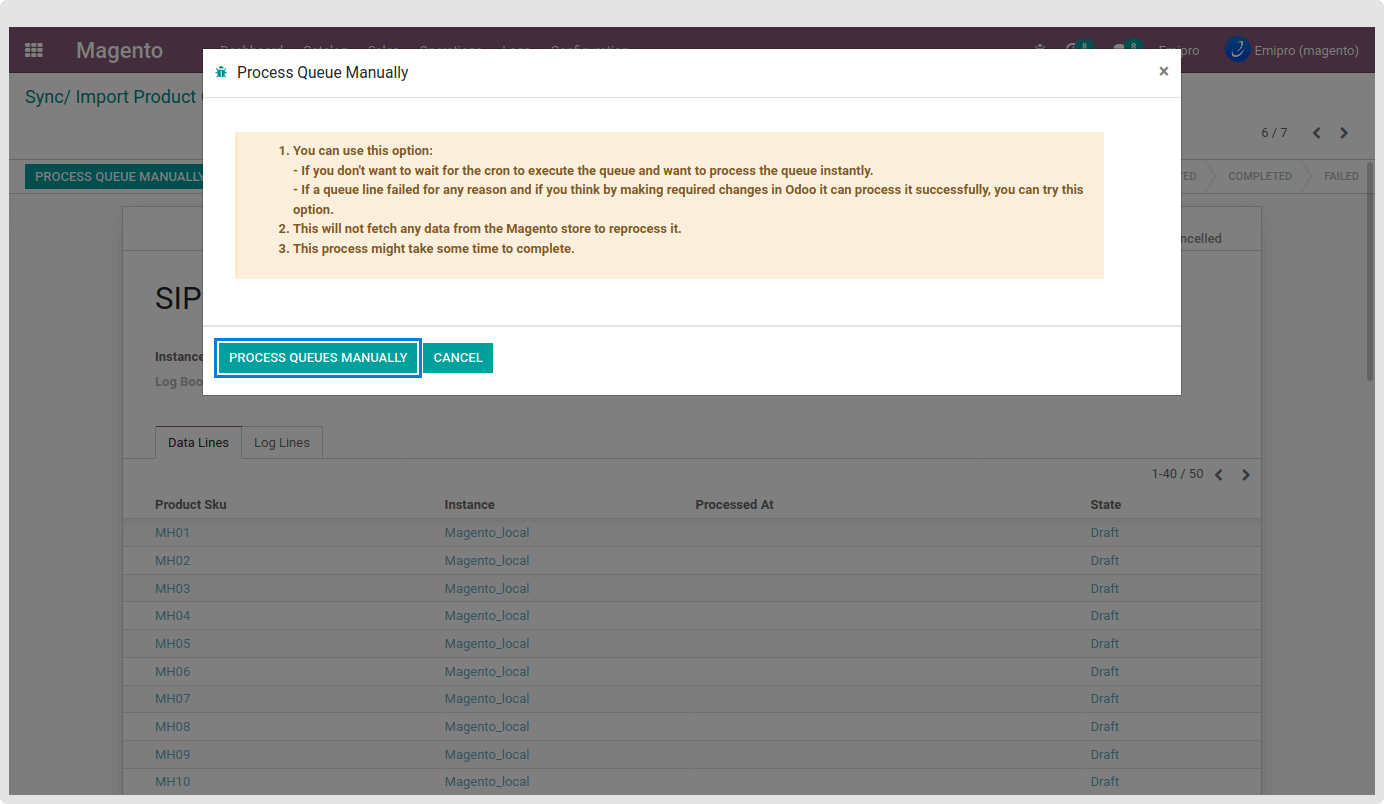 Magento
Emipro (magento)
Process Queue Manually
×
Sync/ Import Product
6 / 7
1. You can use this option:
- If you don't want to wait for the cron to execute the queue and want to process the queue instantly.
- If a queue line failed for any reason and if you think by making required changes in Odoo it can process it successfully, you can try this
option.
2. This will not fetch any data from the Magento store to reprocess it.
3. This process might take some time to complete.
PROCESS QUEUE MANUALLY
COMPLETED
FAILED
SIP
Instance
PROCESS QUEUES MANUALLY
CANCEL
Log Boo
Data Lines
Log Lines
1-40 / 50
Product Sku Instance Processed At State
MH01 Magento_local Draft
MH02 Magento_local Draft
MH03 Magento_local Draft
MH04 Magento_local Draft
MH05 Magento_local Draft
MH06 Magento_local Draft
MH07 Magento_local Draft
MH08 Magento_local Draft
MH09 Magento_local Draft
MH10 Magento_local Draft